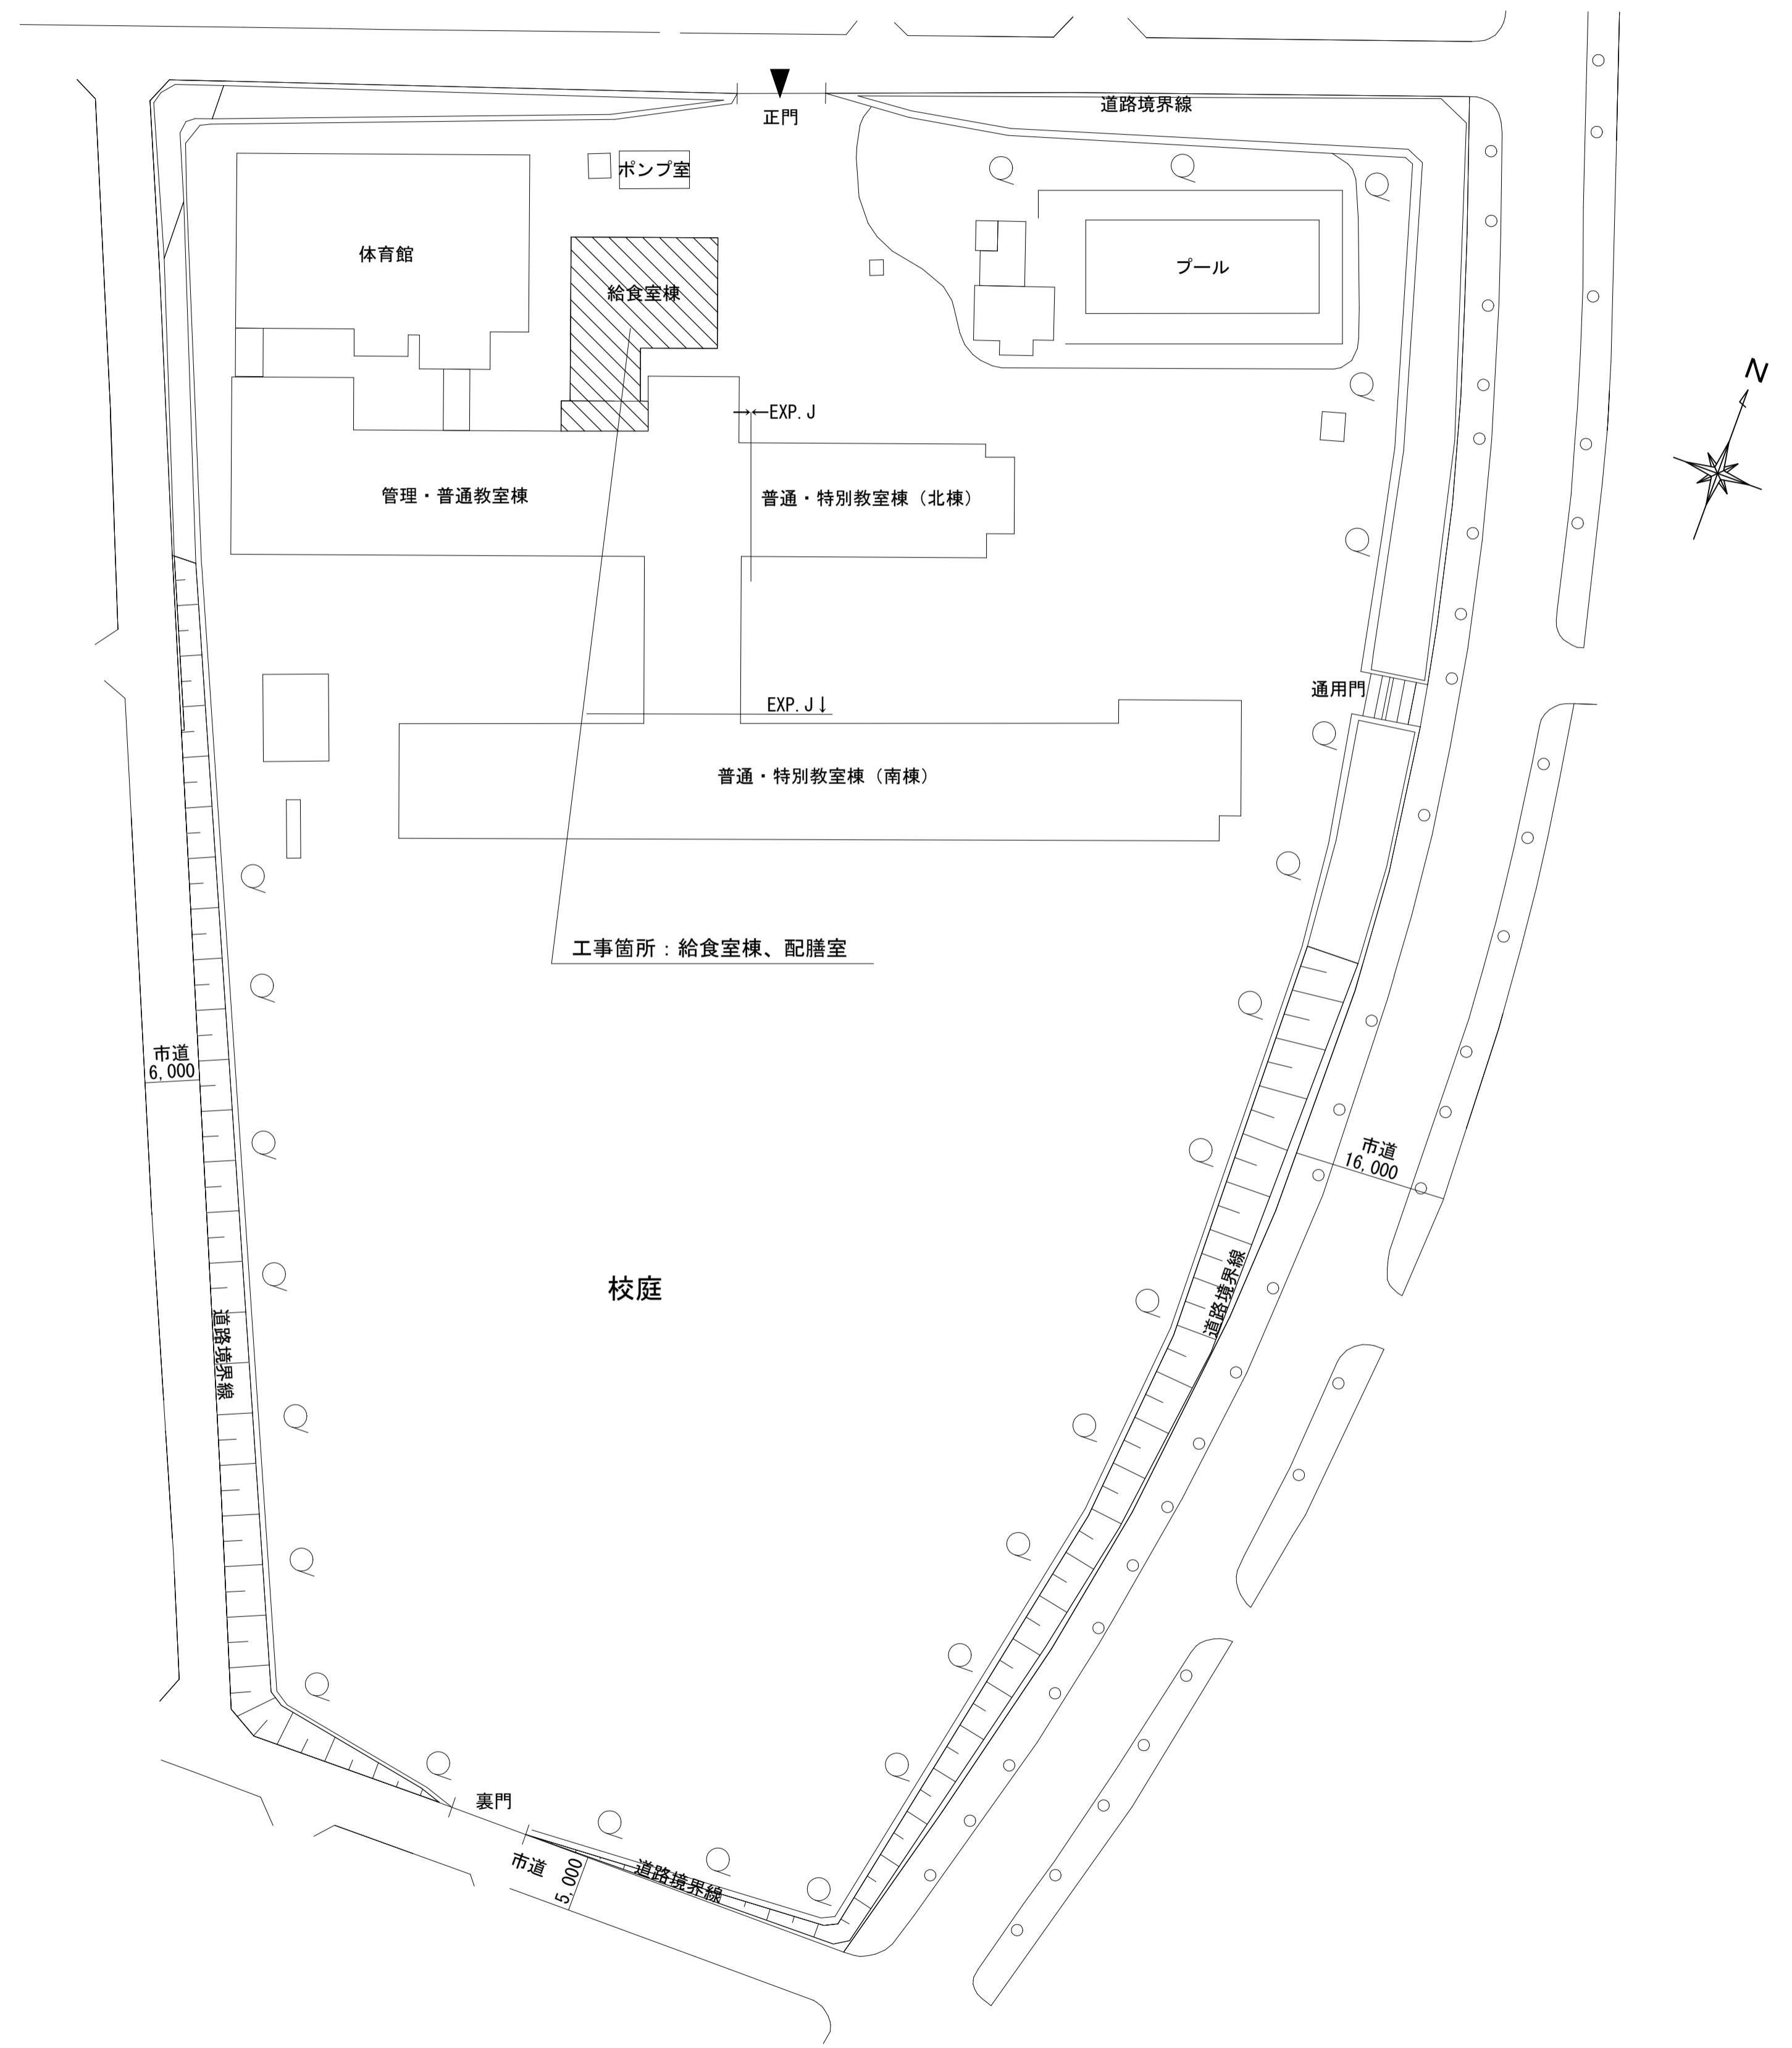 正門
道路境界線
ポンプ室
体育館
給食室棟
プール
N
EXP.J
管理・普通教室棟
普通・特別教室棟（北棟）
通用門
EXP.J↓
普通・特別教室棟（南棟）
工事箇所：給食室棟、配膳室
市道
6,000
市道
16,000
校庭
道路境界線
道路境界線
裏門
市道
5,000
道路境界線